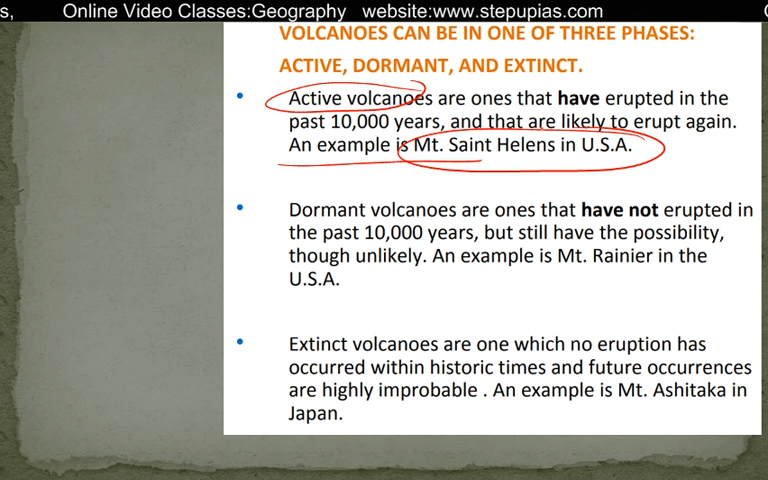 s, Online Video Classes:Geography website:www.stepupias.com
VOLCANOES CAN BE IN ONE OF THREE PHASES:
ACTIVE, DORMANT, AND EXTINCT.
• Active volcanoes are ones that have erupted in the
past 10,000 years, and that are likely to erupt again.
An example is Mt. Saint Helens in U.S.A.
• Dormant volcanoes are ones that have not erupted in
the past 10,000 years, but still have the possibility,
though unlikely. An example is Mt. Rainier in the
U.S.A.
• Extinct volcanoes are one which no eruption has
occurred within historic times and future occurrences
are highly improbable . An example is Mt. Ashitaka in
Japan.